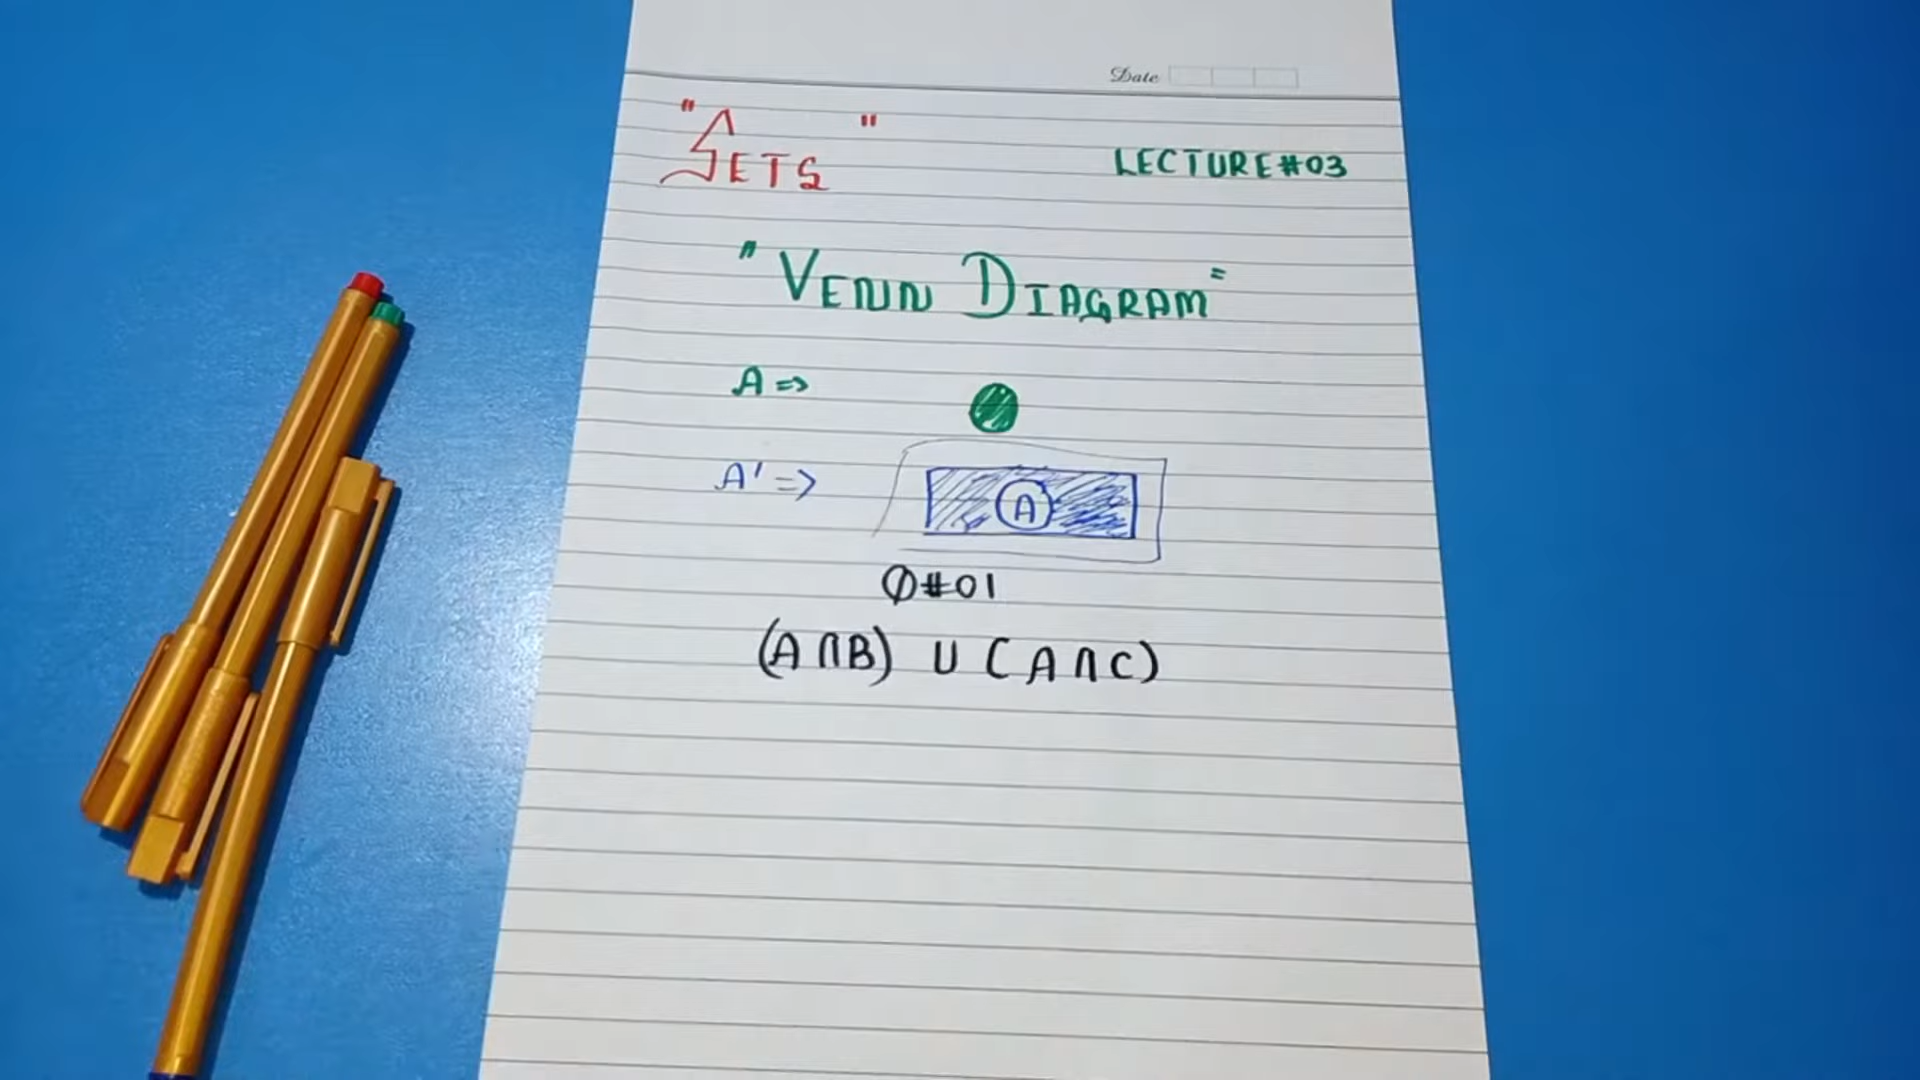 Date
"SETS"
LECTURE#03
"VENN DIAGRAM"
A =>
A' =>
A
Q#01
(A∩B) ∪ (A∩C)